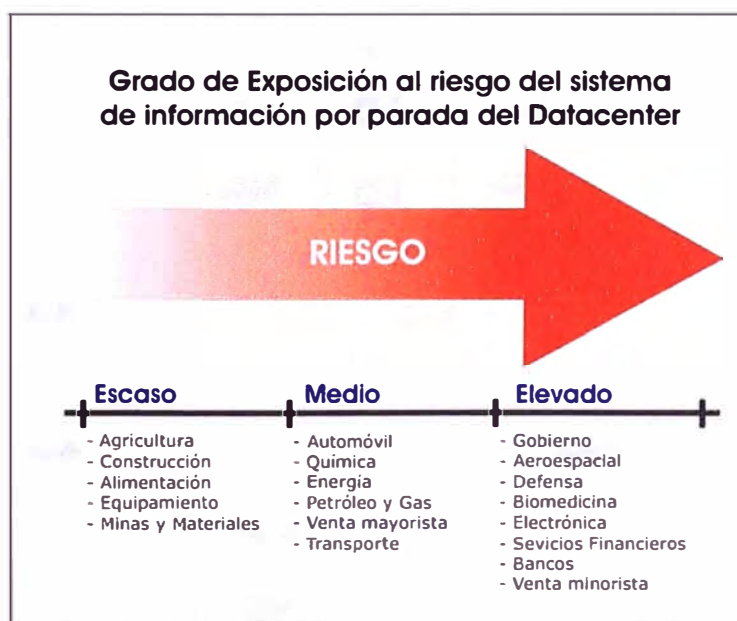 Grado de Exposición al riesgo del sistema
de información por parada del Datacenter
RIESGO
Escaso
- Agricultura
- Construcción
- Alimentación
- Equipamiento
- Minas y Materiales
Medio
- Automóvil
- Química
- Energía
- Petróleo y Gas
- Venta mayorista
- Transporte
Elevado
- Gobierno
- Aeroespacial
- Defensa
- Biomedicina
- Electrónica
- Sevicios Financieros
- Bancos
- Venta minorista